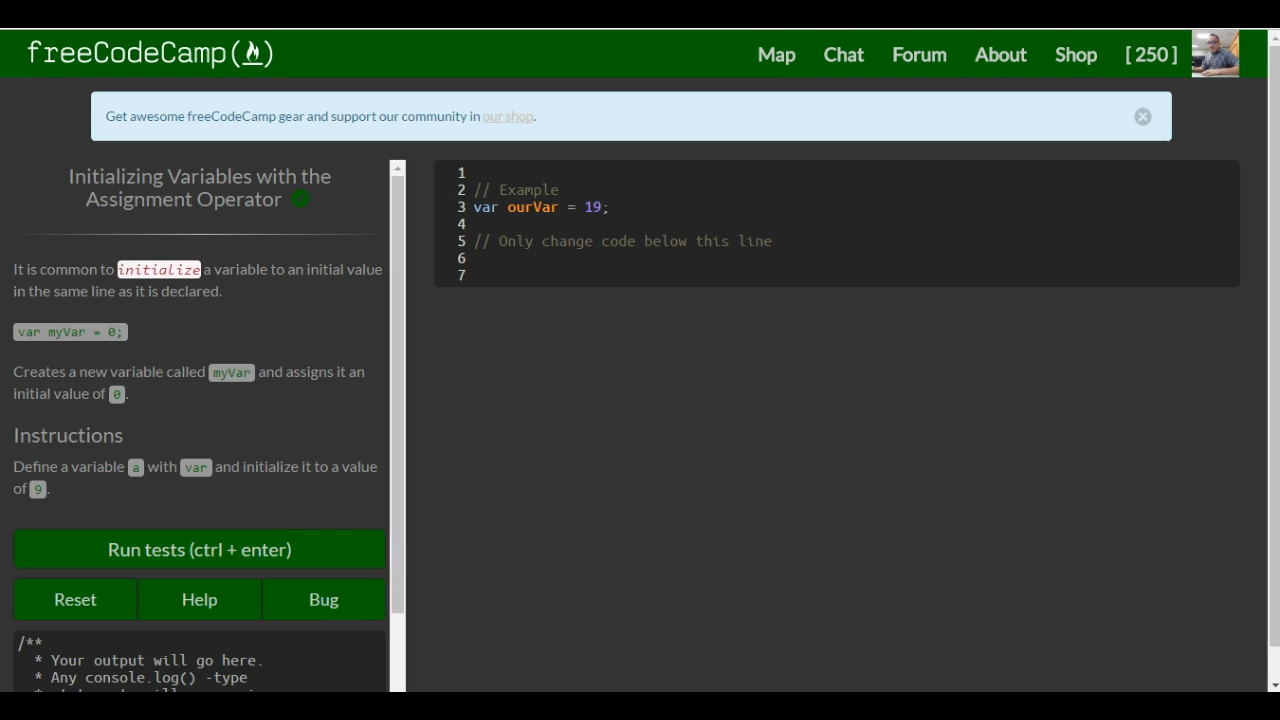 freeCodeCamp
Map Chat Forum About Shop [ 250 ]
Get awesome freeCodeCamp gear and support our community in our shop.
Initializing Variables with the
Assignment Operator
It is common to initialize a variable to an initial value
in the same line as it is declared.
var myVar = 0;
Creates a new variable called myVar and assigns it an
initial value of 0.
Instructions
Define a variable a with var and initialize it to a value
of 9.
Run tests (ctrl + enter)
Reset Help Bug
/**
* Your output will go here.
* Any console.log() -type
1
2 // Example
3 var ourVar = 19;
4
5 // Only change code below this line
6
7